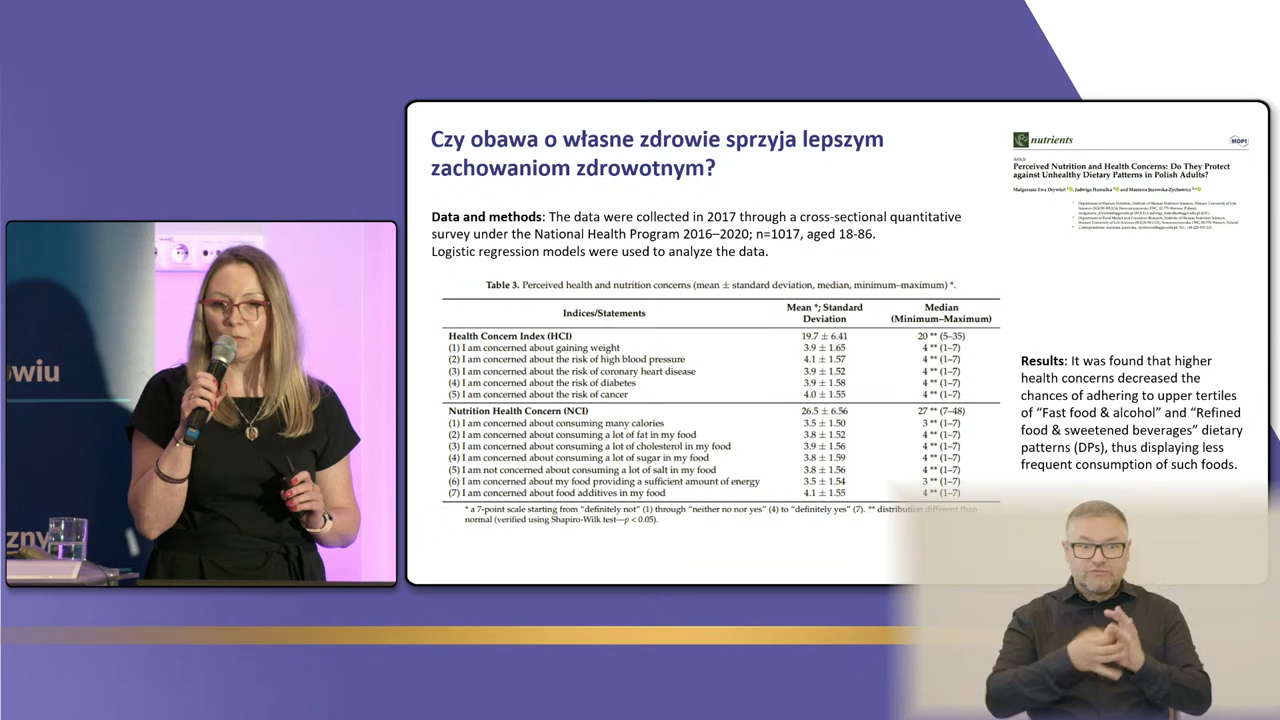 Czy obawa o własne zdrowie sprzyja lepszym
zachowaniom zdrowotnym?
Data and methods: The data were collected in 2017 through a cross-sectional quantitative
survey under the National Health Program 2016–2020; n=1017, aged 18-86.
Logistic regression models were used to analyze the data.
Table 3. Perceived health and nutrition concerns (mean ± standard deviation, median, minimum–maximum) *.
Indices/Statements
Mean *; Standard
Deviation
Median
(Minimum–Maximum)
Health Concern Index (HCI) 19.7 ± 6.41 20 ** (5–35)
(1) I am concerned about gaining weight 3.9 ± 1.65 4 ** (1–7)
(2) I am concerned about the risk of high blood pressure 4.1 ± 1.57 4 ** (1–7)
(3) I am concerned about the risk of coronary heart disease 3.9 ± 1.52 4 ** (1–7)
(4) I am concerned about the risk of diabetes 3.9 ± 1.58 4 ** (1–7)
(5) I am concerned about the risk of cancer 4.0 ± 1.55 4 ** (1–7)
Nutrition Health Concern (NCI) 26.5 ± 6.56 27 ** (7–48)
(1) I am concerned about consuming many calories 3.5 ± 1.50 3 ** (1–7)
(2) I am concerned about consuming a lot of fat in my food 3.8 ± 1.52 4 ** (1–7)
(3) I am concerned about consuming a lot of cholesterol in my food 3.9 ± 1.56 4 ** (1–7)
(4) I am concerned about consuming a lot of sugar in my food 3.8 ± 1.59 4 ** (1–7)
(5) I am not concerned about consuming a lot of salt in my food 3.8 ± 1.56 4 ** (1–7)
(6) I am concerned about my food providing a sufficient amount of energy 3.5 ± 1.54 3 ** (1–7)
(7) I am concerned about food additives in my food 4.1 ± 1.55 4 ** (1–7)
* a 7-point scale starting from “definitely not” (1) through “neither no nor yes” (4) to “definitely yes” (7). ** distribution different than
normal (verified using Shapiro-Wilk test—p < 0.05).
nutrients
MDPI
Article
Perceived Nutrition and Health Concerns: Do They Protect
against Unhealthy Dietary Patterns in Polish Adults?
Results: It was found that higher
health concerns decreased the
chances of adhering to upper tertiles
of “Fast food & alcohol” and “Refined
food & sweetened beverages” dietary
patterns (DPs), thus displaying less
frequent consumption of such foods.
owiu
zny